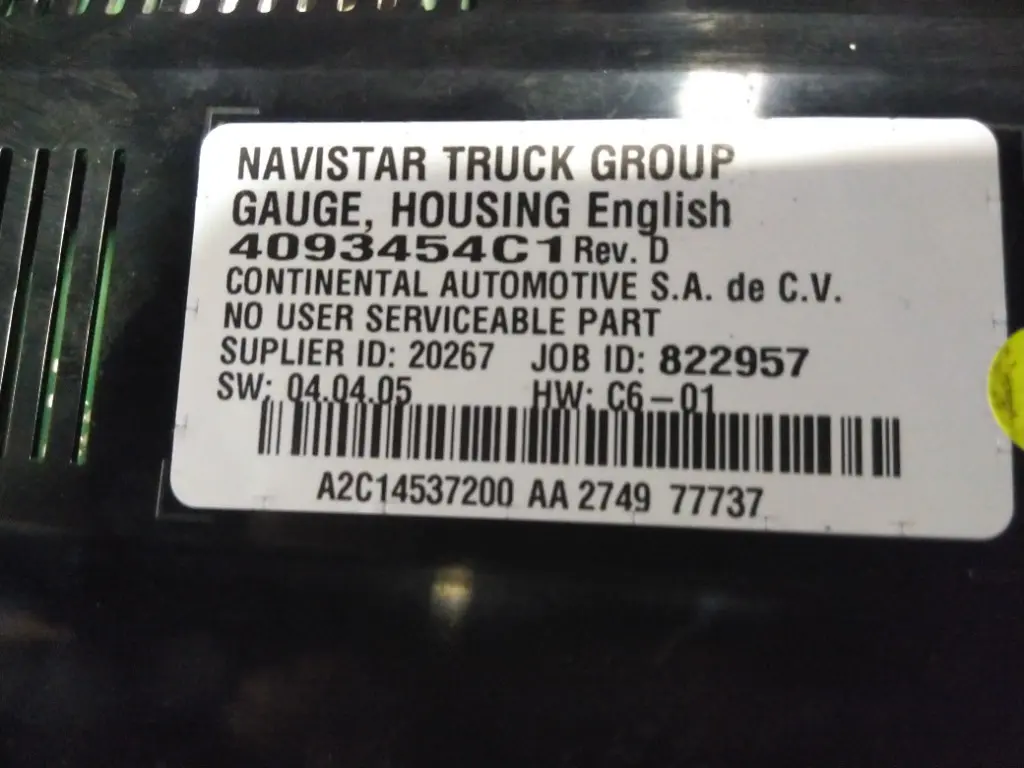 NAVISTAR TRUCK GROUP
GAUGE, HOUSING English
4093454C1 Rev. D
CONTINENTAL AUTOMOTIVE S.A. de C.V.
NO USER SERVICEABLE PART
SUPLIER ID: 20267 JOB ID: 822957
SW: 04.04.05 HW: C6-01
A2C14537200 AA 2749 77737